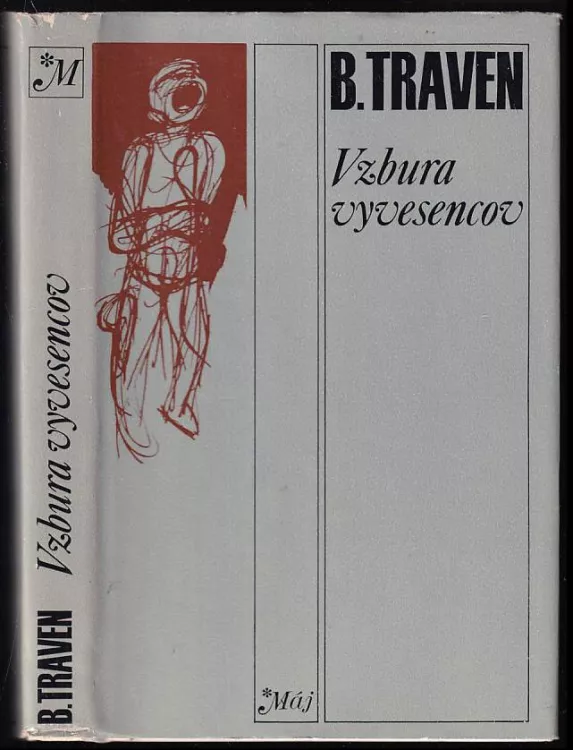 *M
Vzbura vyvesencov
B. TRAVEN
B. TRAVEN
Vzbura
vyvesencov
*Máj